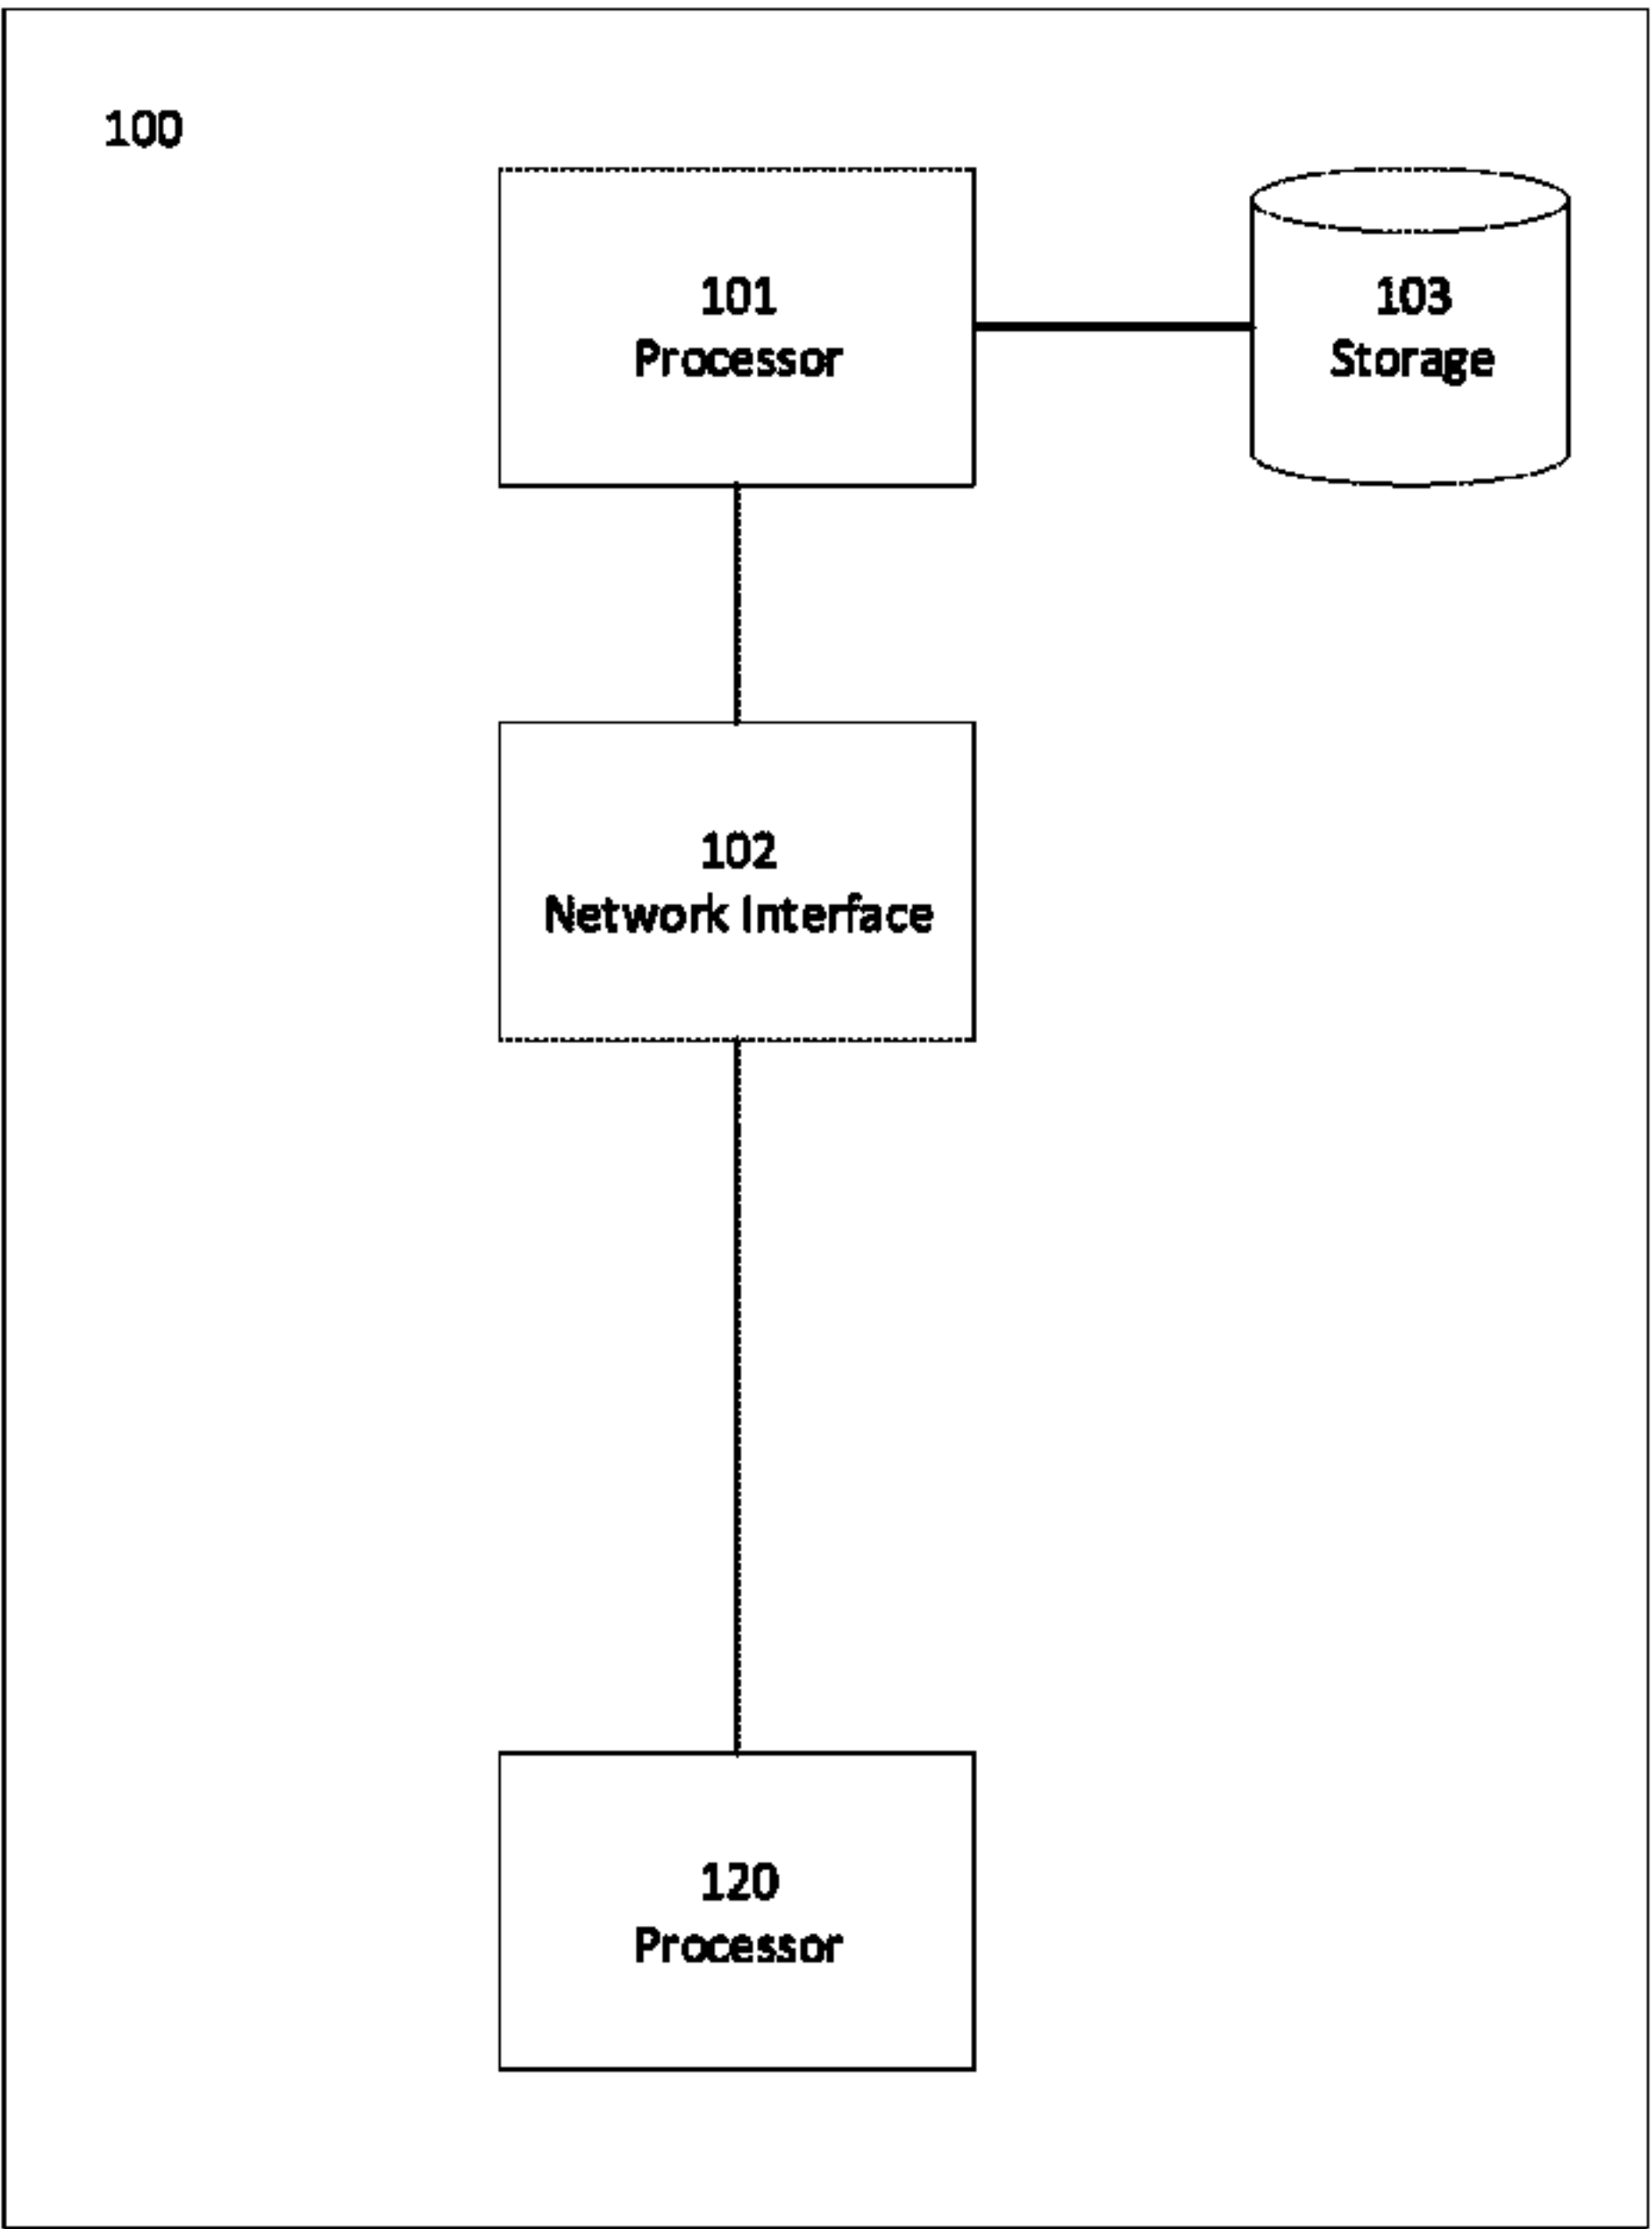 100
101
Processor
103
Storage
102
Network Interface
120
Processor